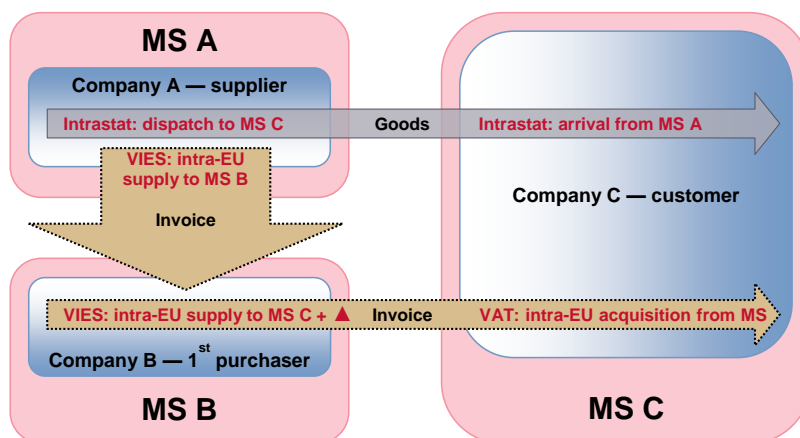 MS A
Company A — supplier
Intrastat: dispatch to MS C
Goods
Intrastat: arrival from MS A
VIES: intra-EU
supply to MS B
Invoice
Company C — customer
VIES: intra-EU supply to MS C + ▲
Invoice
VAT: intra-EU acquisition from MS
Company B — 1st purchaser
MS B
MS C